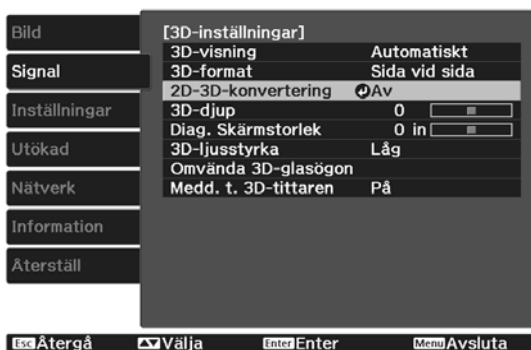 Bild
Signal
Inställningar
Utökad
Nätverk
Information
Återställ
[3D-inställningar]
3D-visning Automatiskt
3D-format Sida vid sida
2D-3D-konvertering Av
3D-djup 0
Diag. Skärmstorlek 0 in
3D-ljusstyrka Låg
Omvända 3D-glasögon
Medd. t. 3D-tittaren På
Esc Återgå Välja Enter Enter Menu Avsluta